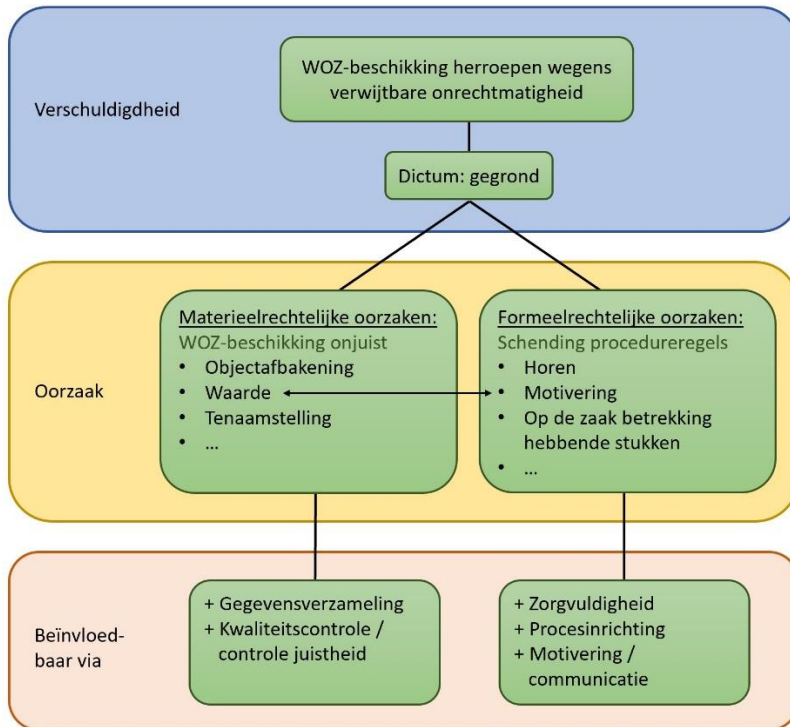 Verschuldigdheid
WOZ-beschikking herroepen wegens
verwijtbare onrechtmatigheid
Dictum: gegrond
Oorzaak
Materieelrechtelijke oorzaken:
WOZ-beschikking onjuist
• Objectafbakening
• Waarde
• Tenaamstelling
• ...
Formeelrechtelijke oorzaken:
Schending procedureregels
• Horen
• Motivering
• Op de zaak betrekking
hebbende stukken
• ...
Beïnvloed-
baar via
+ Gegevensverzameling
+ Kwaliteitscontrole /
controle juistheid
+ Zorgvuldigheid
+ Procesinrichting
+ Motivering /
communicatie